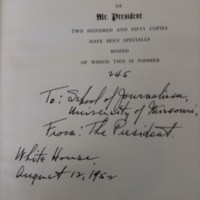 OF
Mr. President
TWO HUNDRED AND FIFTY COPIES
HAVE BEEN SPECIALLY
BOUND
OF WHICH THIS IS NUMBER
245
To: School of Journalism,
University of Missouri,
From: The President.
White House,
August 12, 1952